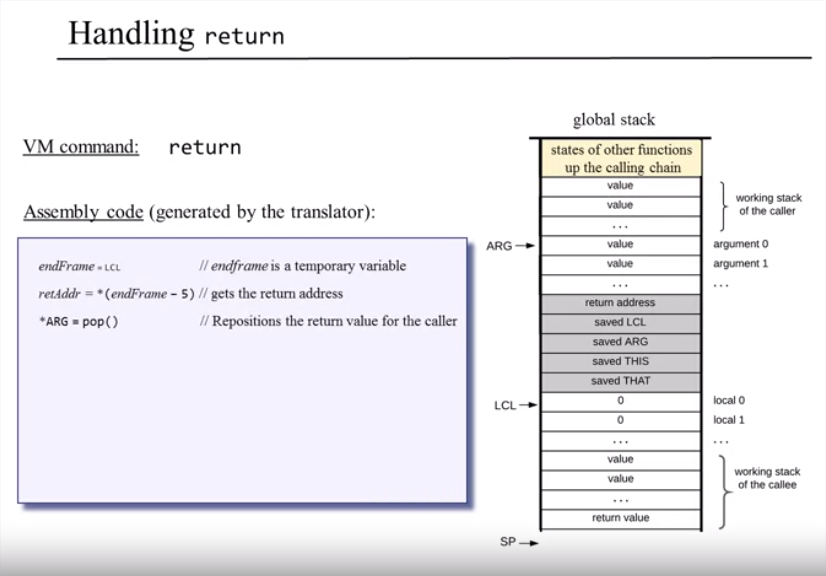 Handling return
VM command: return
Assembly code (generated by the translator):
endFrame = LCL // endframe is a temporary variable
retAddr = *(endFrame – 5) // gets the return address
*ARG = pop() // Repositions the return value for the caller
global stack
states of other functions
up the calling chain
value
value
...
ARG value argument 0
value argument 1
... ...
return address
saved LCL
saved ARG
saved THIS
saved THAT
LCL 0 local 0
0 local 1
... ...
value
value
...
return value
SP
working stack
of the caller
working stack
of the callee